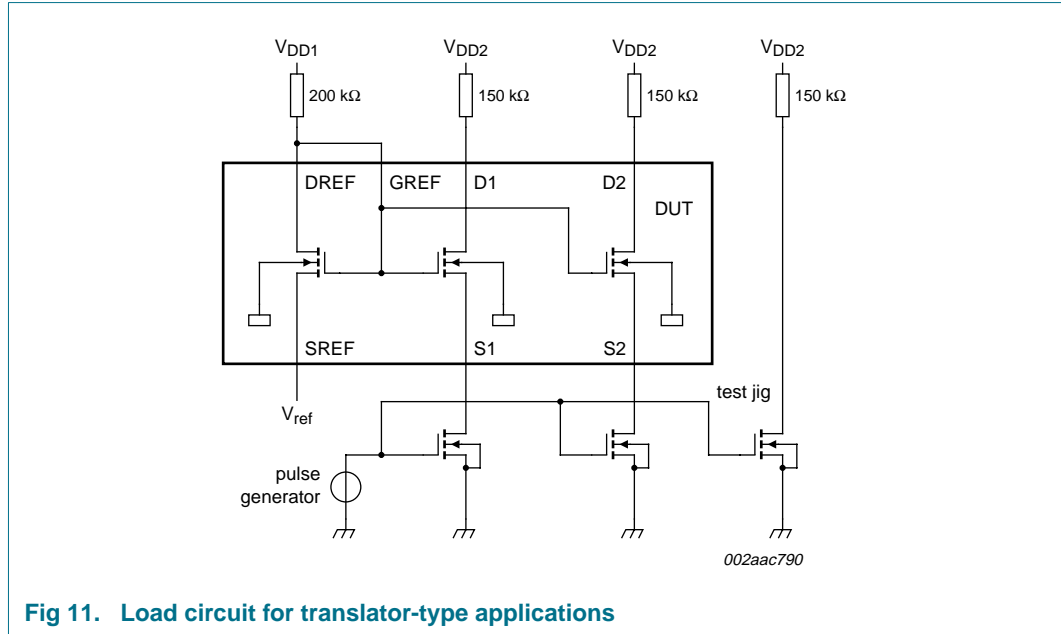 VDD1 VDD2 VDD2 VDD2
200 kΩ 150 kΩ 150 kΩ 150 kΩ
DREF GREF D1 D2
DUT
SREF S1 S2
test jig
Vref
pulse
generator
002aac790
Fig 11. Load circuit for translator-type applications